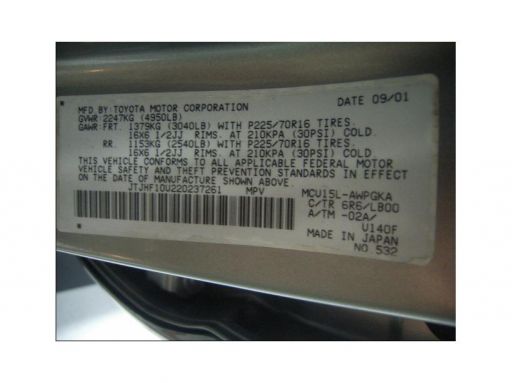 MFD. BY: TOYOTA MOTOR CORPORATION DATE 09/01
GVWR: 2247KG (4950LB)
GAWR: FRT. 1379KG (3040LB) WITH P225/70R16 TIRES.
16X6 1/2JJ RIMS. AT 210KPA (30PSI) COLD.
RR. 1153KG (2540LB) WITH P225/70R16 TIRES.
16X6 1/2JJ RIMS. AT 210KPA (30PSI) COLD.
THIS VEHICLE CONFORMS TO ALL APPLICABLE FEDERAL MOTOR
VEHICLE SAFETY AND BUMPER STANDARDS IN EFFECT
ON THE DATE OF MANUFACTURE SHOWN ABOVE.
JTJHF10U220237261 MPV
MCU15L-AWPGKA
C/TR 6R6/LB00
A/TM -02A/
U140F
MADE IN JAPAN
NO. 532